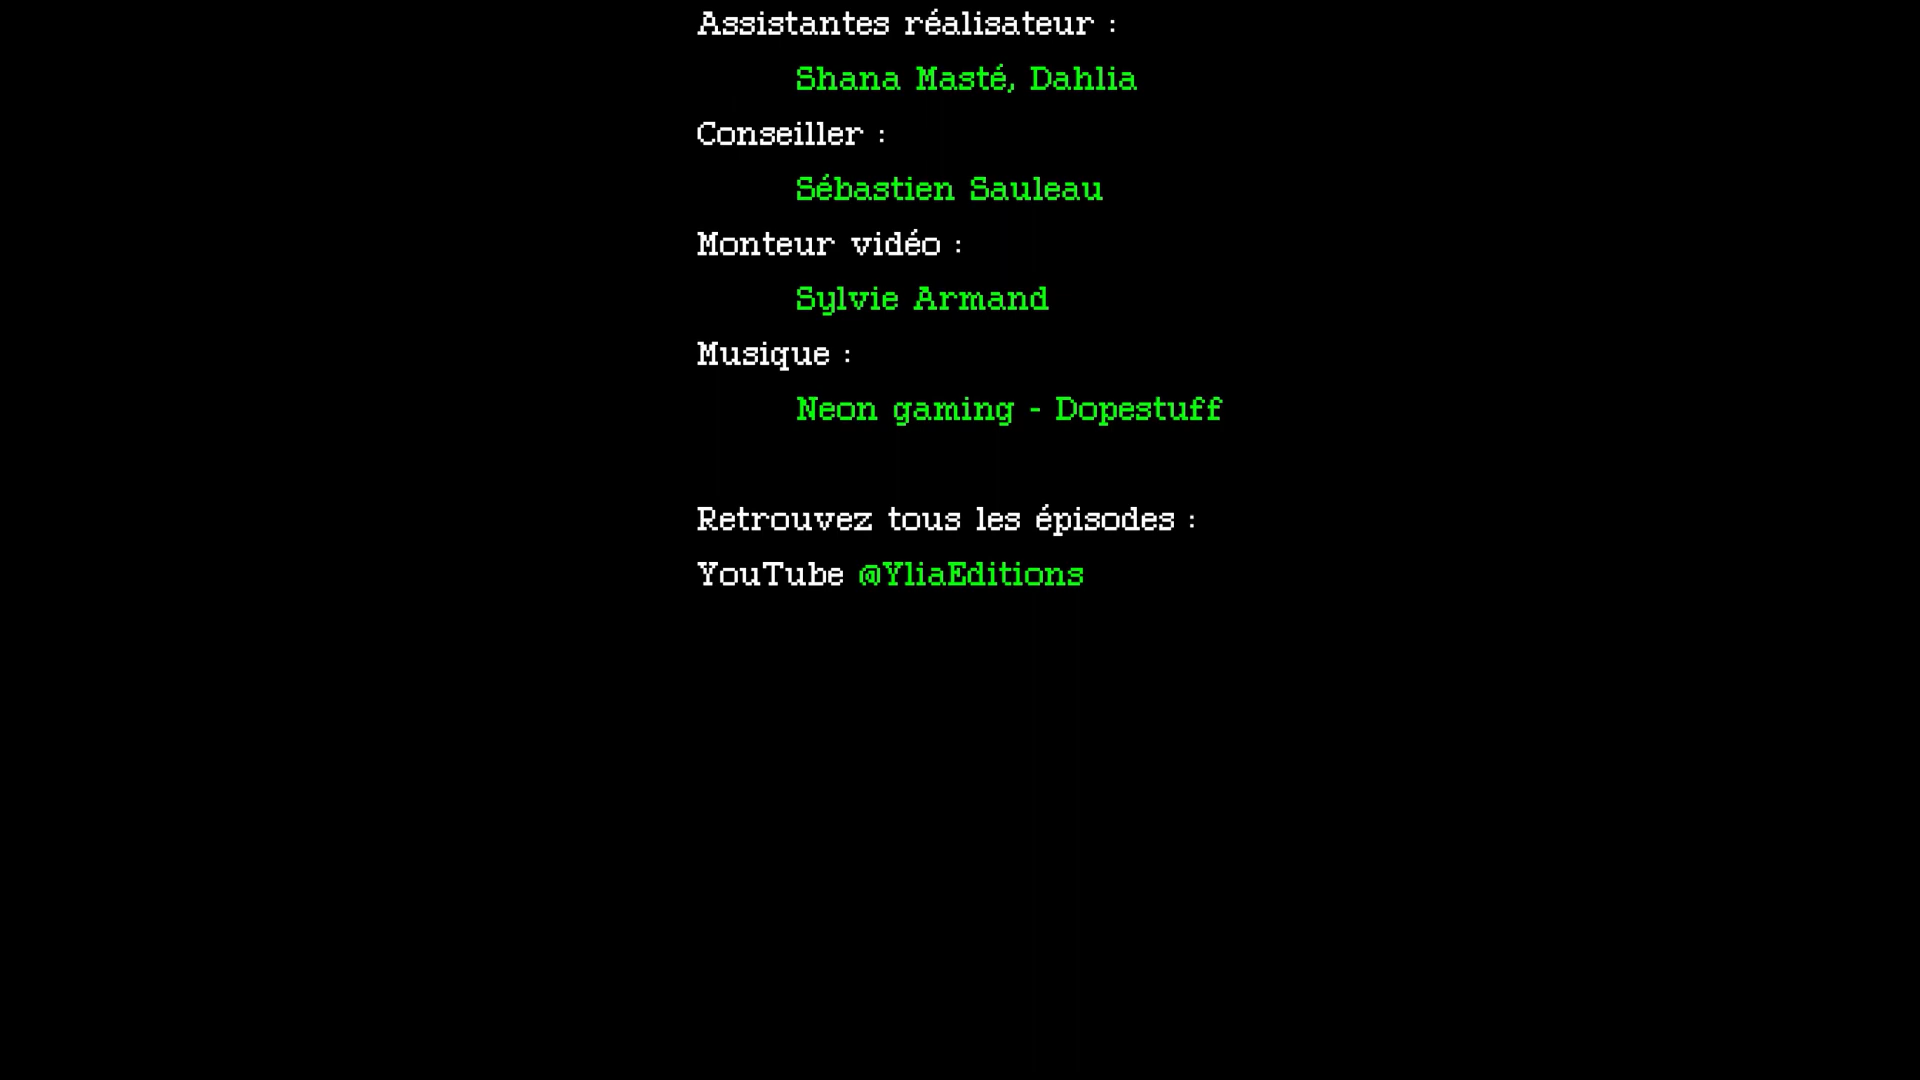 Assistantes réalisateur :
Shana Masté, Dahlia
Conseiller :
Sébastien Sauleau
Monteur vidéo :
Sylvie Armand
Musique :
Neon gaming - Dopestuff
Retrouvez tous les épisodes :
YouTube @YliaEditions